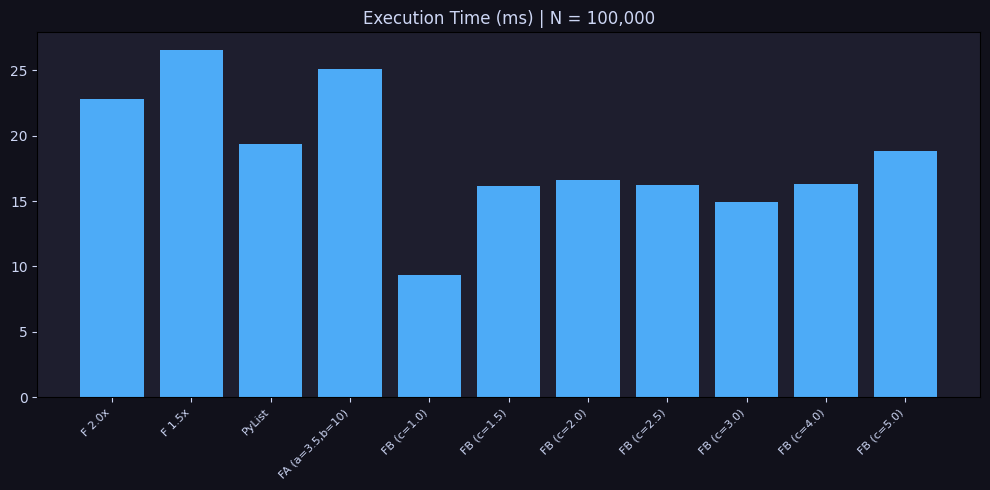 Execution Time (ms) | N = 100,000
25
20
15
10
5
0
F 2.0x
F 1.5x
PyList
FA (a=3.5,b=10)
FB (c=1.0)
FB (c=1.5)
FB (c=2.0)
FB (c=2.5)
FB (c=3.0)
FB (c=4.0)
FB (c=5.0)